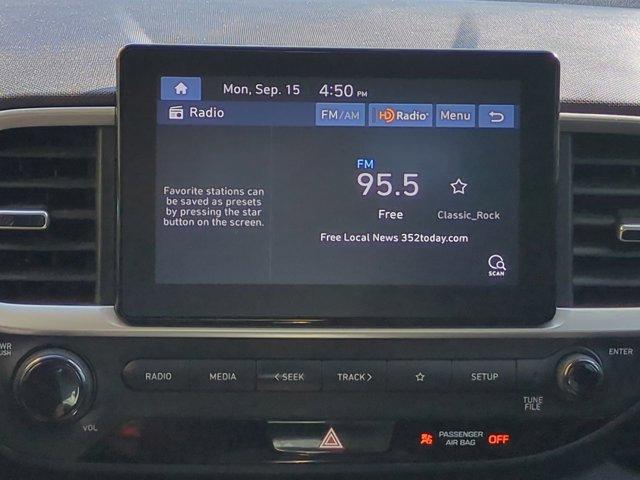 Mon, Sep. 15 4:50 PM
Radio FM/AM HD Radio Menu
FM
95.5
Free Classic_Rock
Favorite stations can
be saved as presets
by pressing the star
button on the screen.
Free Local News 352today.com
SCAN
ENTER
RADIO MEDIA <SEEK TRACK> SETUP
TUNE
FILE
VOL
PASSENGER
AIR BAG OFF